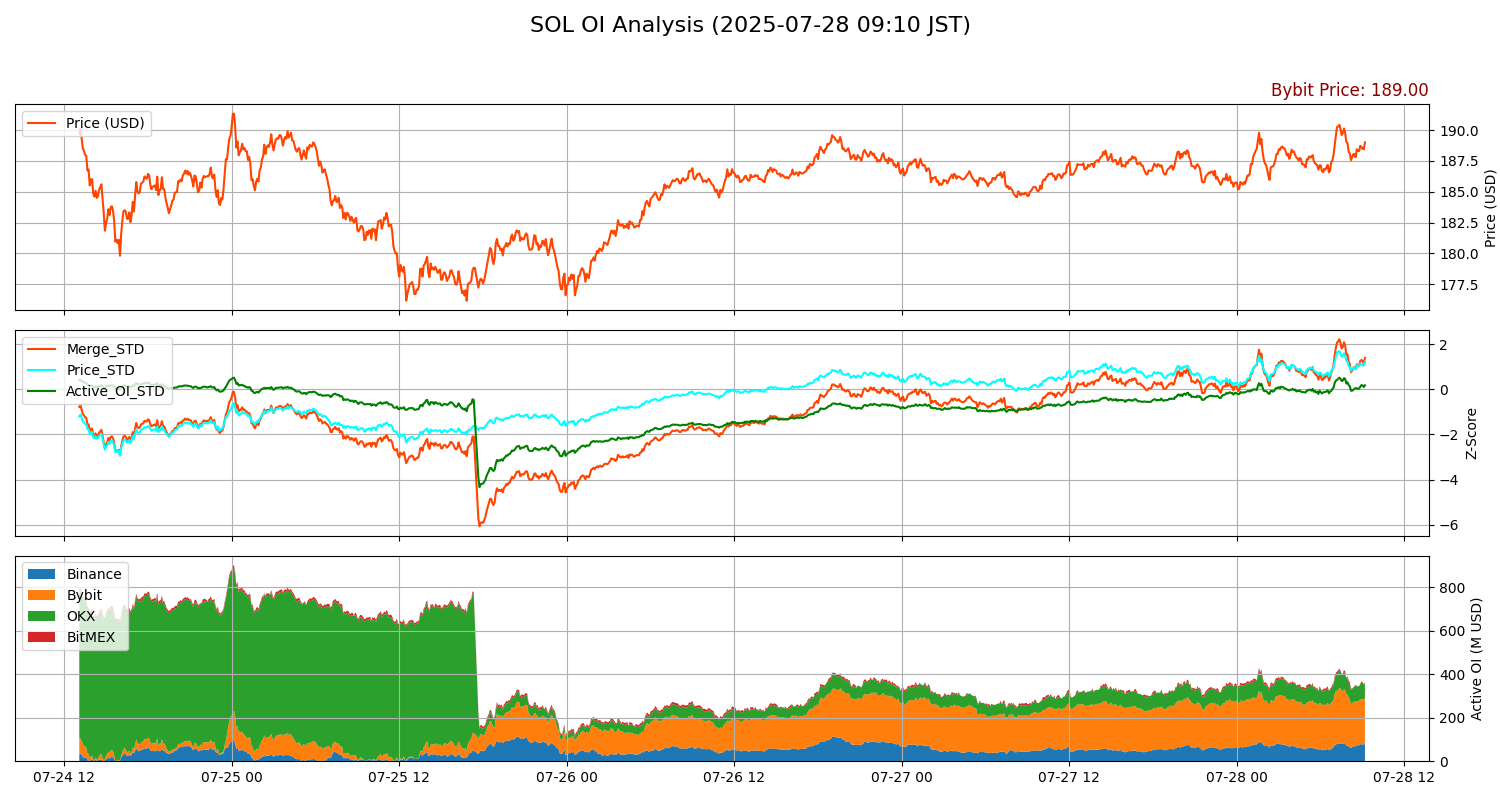 SOL OI Analysis (2025-07-28 09:10 JST)
Bybit Price: 189.00
Price (USD)
190.0
187.5
185.0
182.5
180.0
177.5
Price (USD)
Merge_STD
Price_STD
Active_OI_STD
2
0
−2
−4
−6
Z-Score
Binance
Bybit
OKX
BitMEX
800
600
400
200
0
Active OI (M USD)
07-24 12
07-25 00
07-25 12
07-26 00
07-26 12
07-27 00
07-27 12
07-28 00
07-28 12